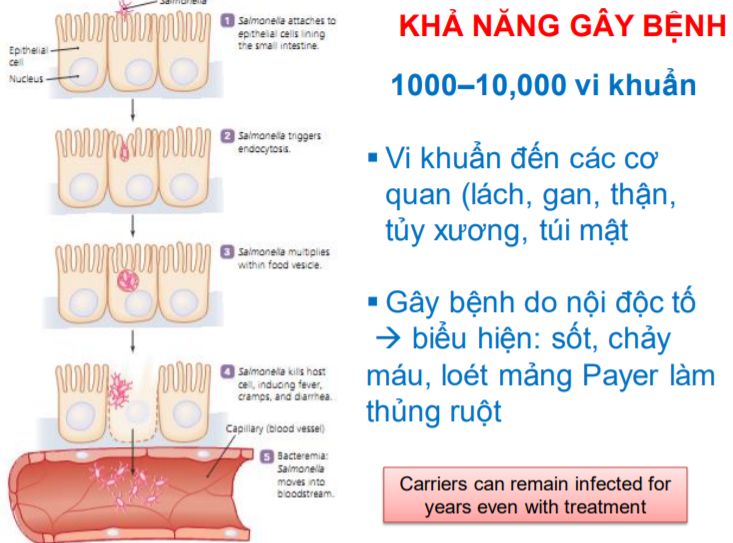 Salmonella
1 Salmonella attaches to
epithelial cells lining
the small intestine.
Epithelial
cell
Nucleus
2 Salmonella triggers
endocytosis.
3 Salmonella multiplies
within food vesicle.
4 Salmonella kills host
cell, inducing fever,
cramps, and diarrhea.
Capillary (blood vessel)
5 Bacteremia:
Salmonella
moves into
bloodstream.
KHẢ NĂNG GÂY BỆNH
1000–10,000 vi khuẩn
▪ Vi khuẩn đến các cơ
quan (lách, gan, thận,
tủy xương, túi mật
▪ Gây bệnh do nội độc tố
→ biểu hiện: sốt, chảy
máu, loét mảng Payer làm
thủng ruột
Carriers can remain infected for
years even with treatment